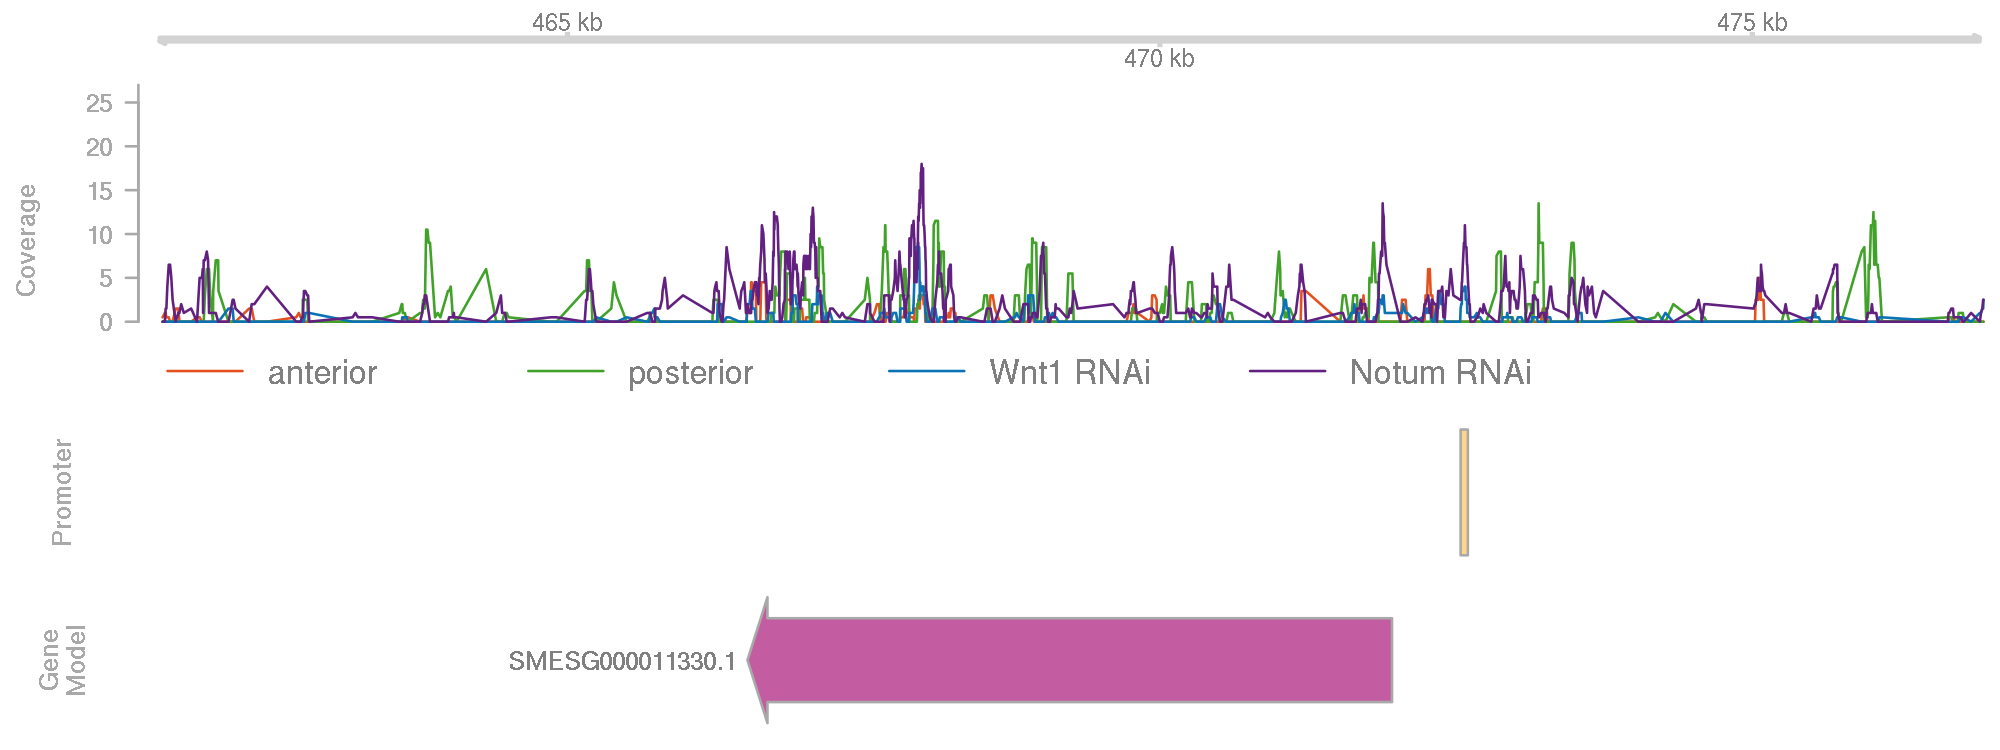 465 kb
475 kb
470 kb
Coverage
25
20
15
10
5
0
anterior posterior Wnt1 RNAi Notum RNAi
Promoter
Gene
Model
SMESG000011330.1